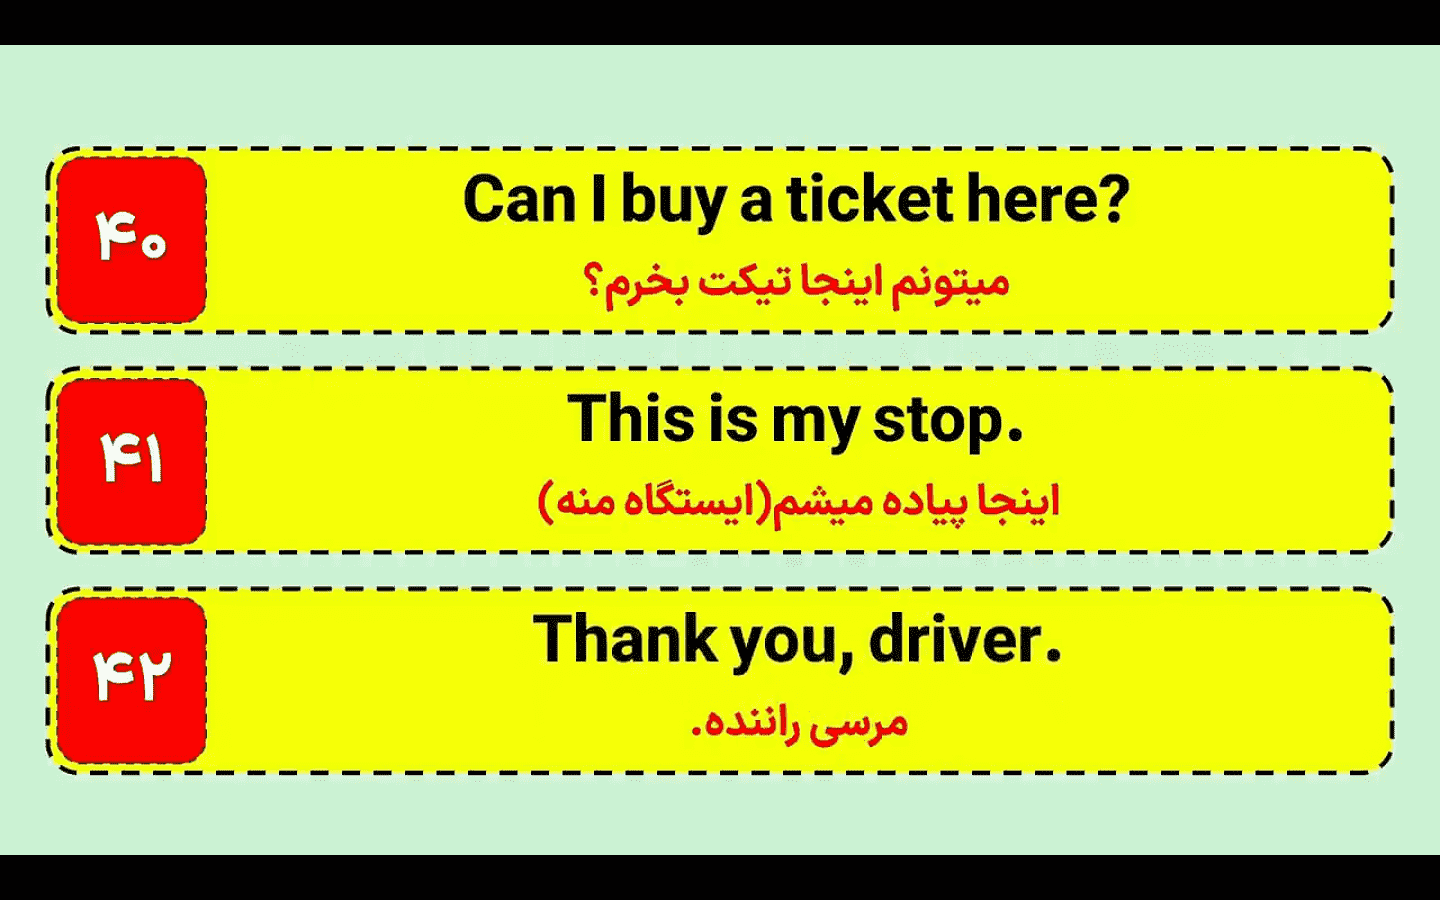 ۴۰
Can I buy a ticket here?
میتونم اینجا تیکت بخرم؟
۴۱
This is my stop.
اینجا پیاده میشم(ایستگاه منه)
۴۲
Thank you, driver.
مرسی راننده.